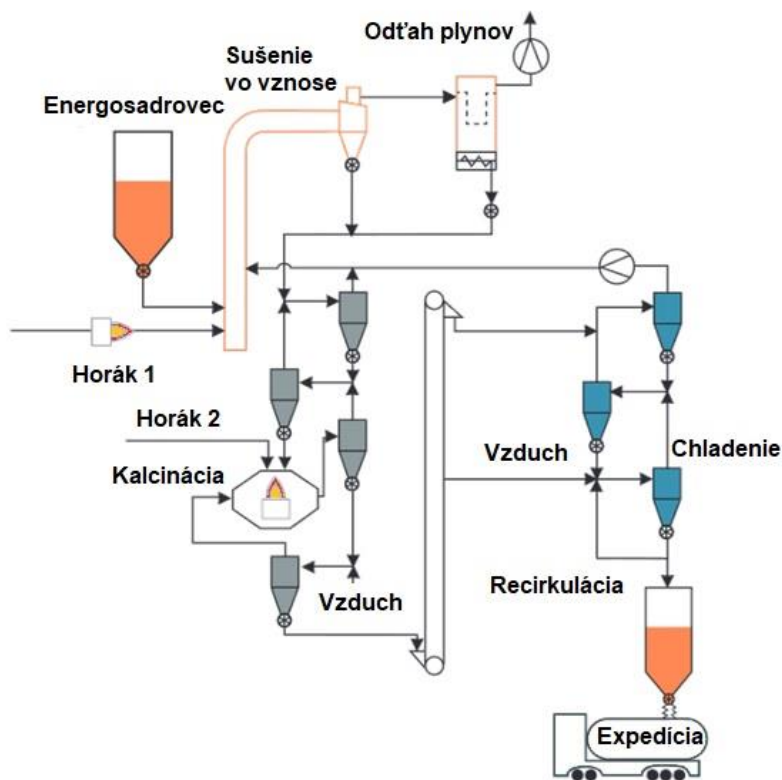 Odťah plynov
Sušenie
vo vznose
Energosadrovec
Horák 1
Horák 2
Kalcinácia
Vzduch
Chladenie
Vzduch
Recirkulácia
Expedícia